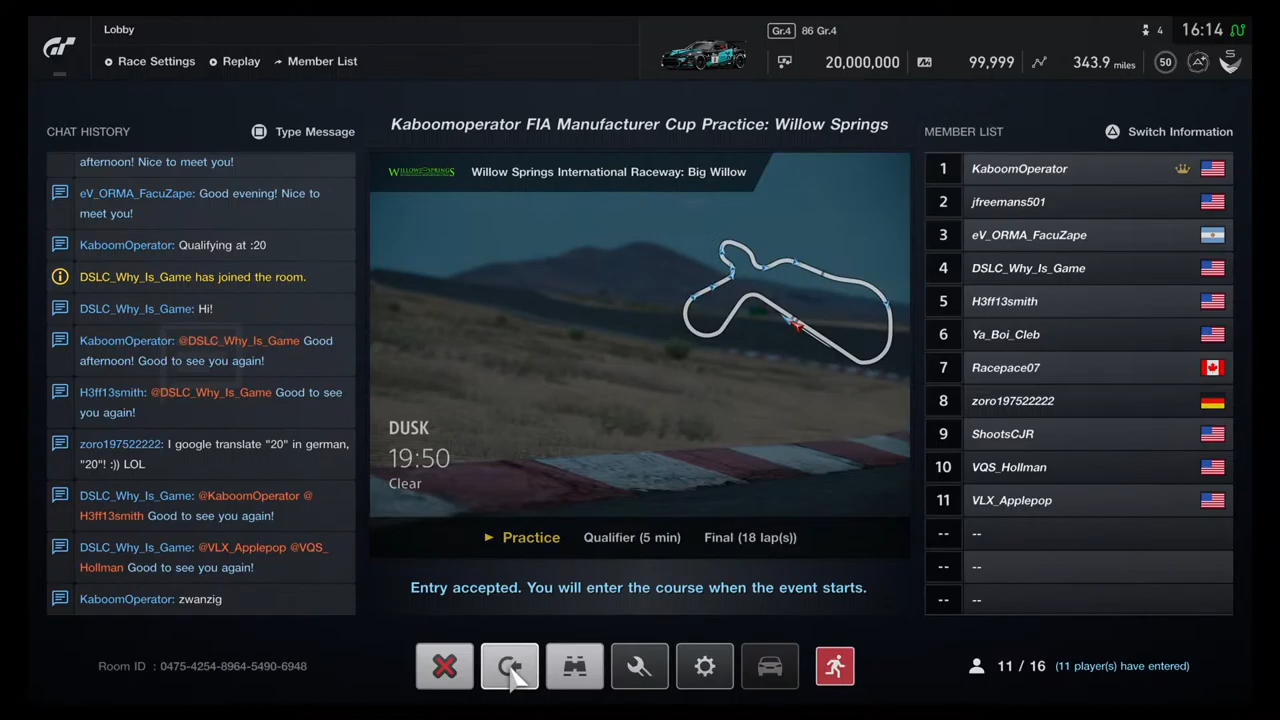 Lobby
Race Settings Replay Member List
Gr.4 86 Gr.4
4 16:14
20,000,000 99,999 343.9 miles 50
CHAT HISTORY Type Message
afternoon! Nice to meet you!
eV_ORMA_FacuZape: Good evening! Nice to
meet you!
KaboomOperator: Qualifying at :20
DSLC_Why_Is_Game has joined the room.
DSLC_Why_Is_Game: Hi!
KaboomOperator: @DSLC_Why_Is_Game Good
afternoon! Good to see you again!
H3ff13smith: @DSLC_Why_Is_Game Good to see
you again!
zoro197522222: I google translate "20" in german,
"20"! :)) LOL
DSLC_Why_Is_Game: @KaboomOperator @
H3ff13smith Good to see you again!
DSLC_Why_Is_Game: @VLX_Applepop @VQS_
Hollman Good to see you again!
KaboomOperator: zwanzig
Kaboomoperator FIA Manufacturer Cup Practice: Willow Springs
WILLOW SPRINGS Willow Springs International Raceway: Big Willow
DUSK
19:50
Clear
Practice Qualifier (5 min) Final (18 lap(s))
Entry accepted. You will enter the course when the event starts.
MEMBER LIST Switch Information
1 KaboomOperator
2 jfreemans501
3 eV_ORMA_FacuZape
4 DSLC_Why_Is_Game
5 H3ff13smith
6 Ya_Boi_Cleb
7 Racepace07
8 zoro197522222
9 ShootsCJR
10 VQS_Hollman
11 VLX_Applepop
-- --
-- --
-- --
Room ID : 0475-4254-8964-5490-6948
11 / 16 (11 player(s) have entered)